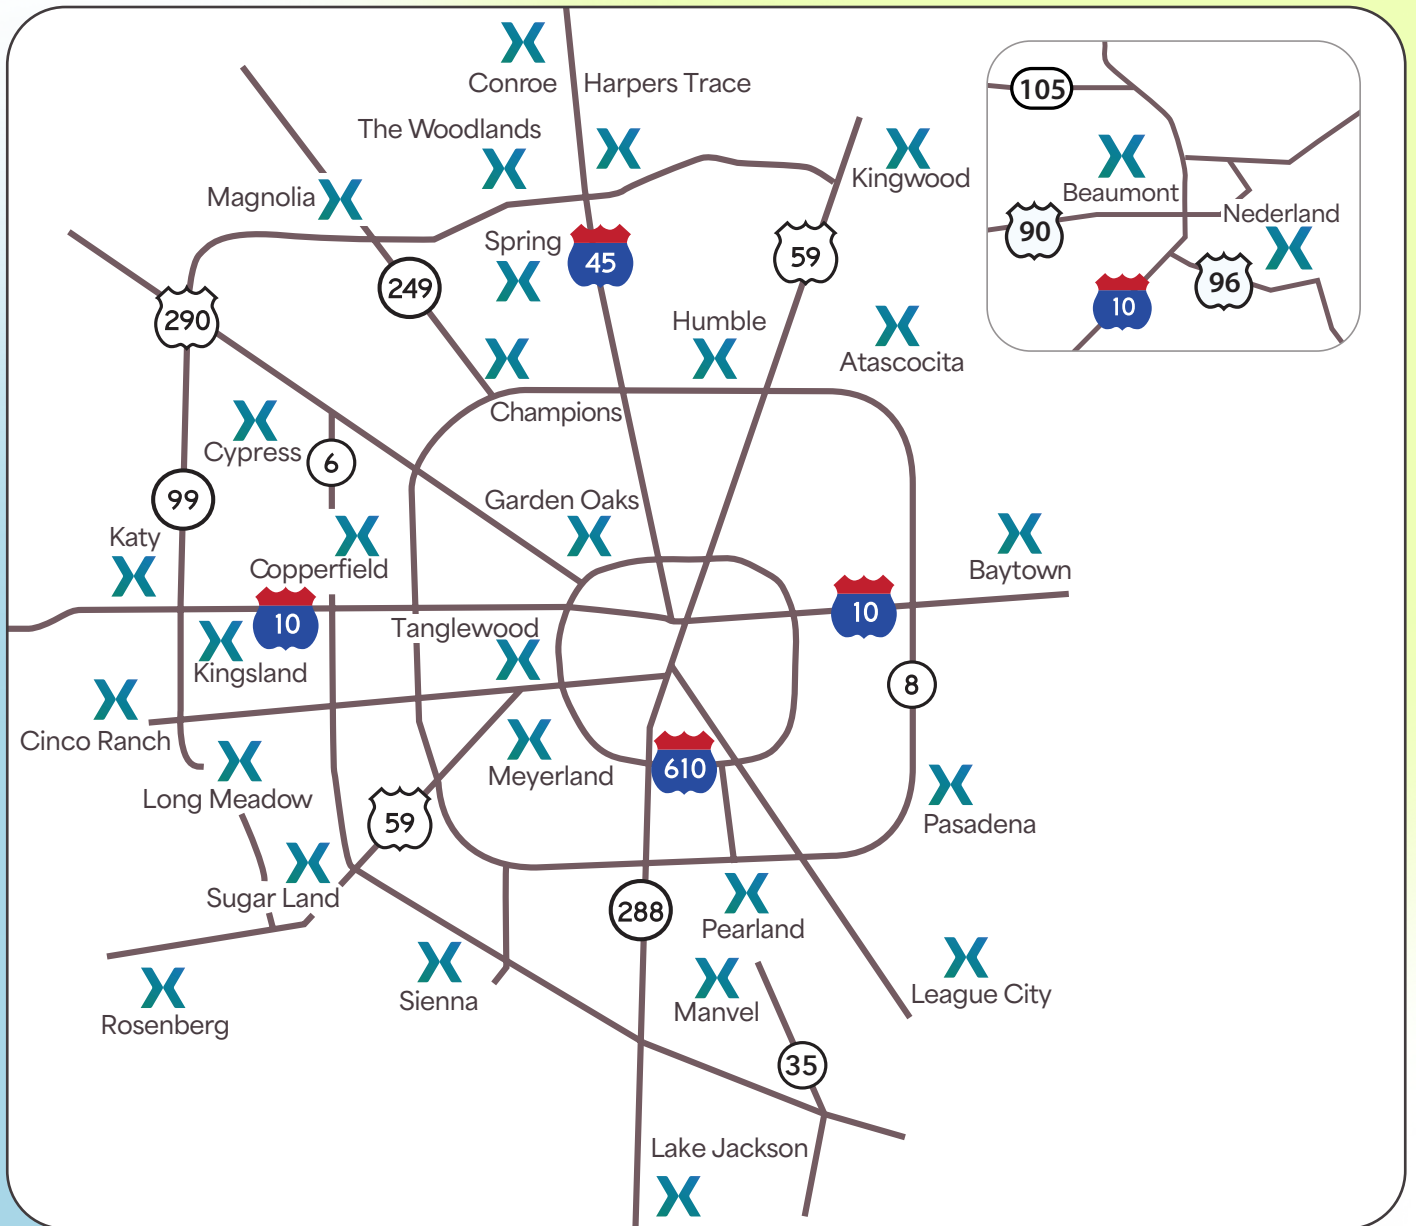 Conroe
Harpers Trace
105
The Woodlands
Kingwood
Beaumont
Magnolia
Nederland
Spring
45
59
90
249
96
10
290
Humble
Atascocita
Champions
Cypress
6
99
Garden Oaks
Katy
Copperfield
Baytown
10
10
Tanglewood
Kingsland
8
Cinco Ranch
Meyerland
610
Long Meadow
59
Pasadena
Sugar Land
288
Pearland
Sienna
League City
Rosenberg
Manvel
35
Lake Jackson